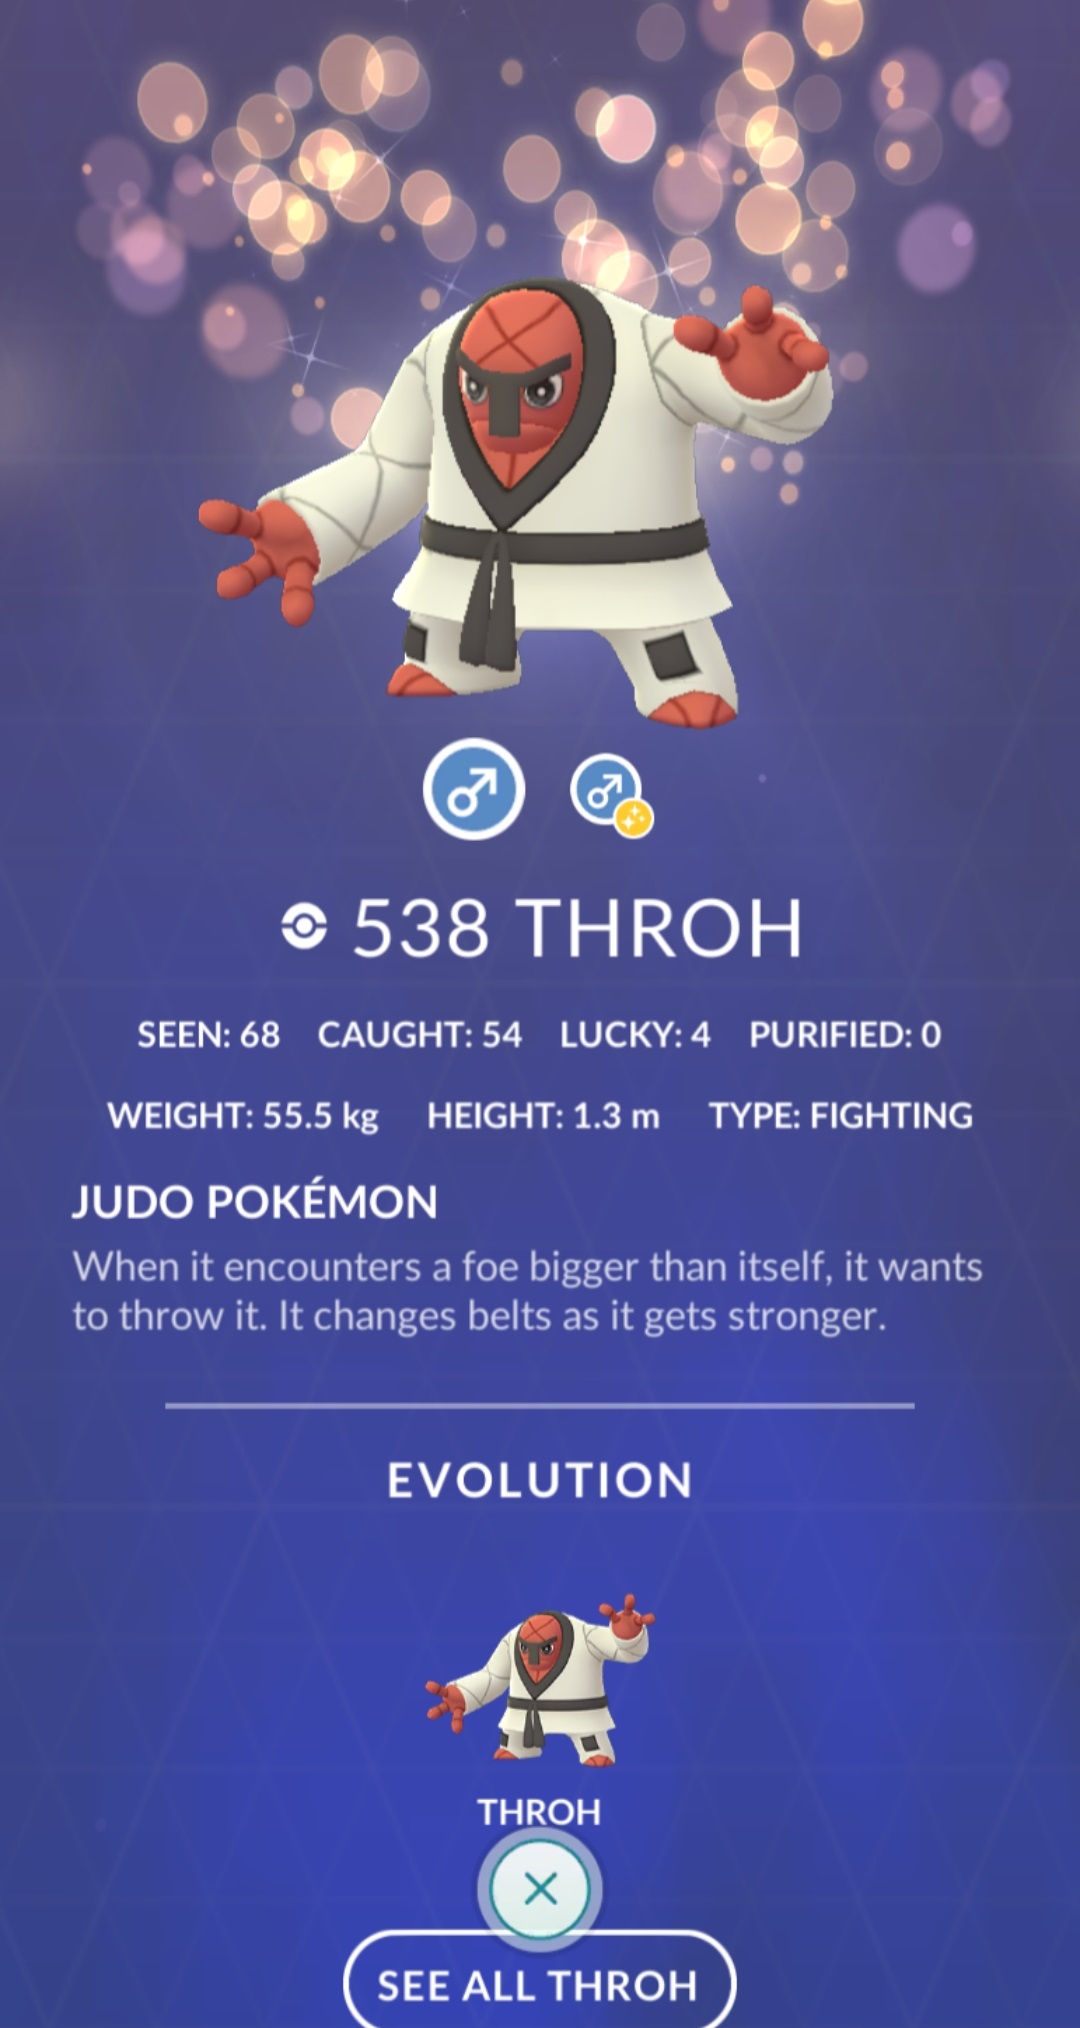 538 THROH
SEEN: 68 CAUGHT: 54 LUCKY: 4 PURIFIED: 0
WEIGHT: 55.5 kg HEIGHT: 1.3 m TYPE: FIGHTING
JUDO POKÉMON
When it encounters a foe bigger than itself, it wants
to throw it. It changes belts as it gets stronger.
EVOLUTION
THROH
SEE ALL THROH